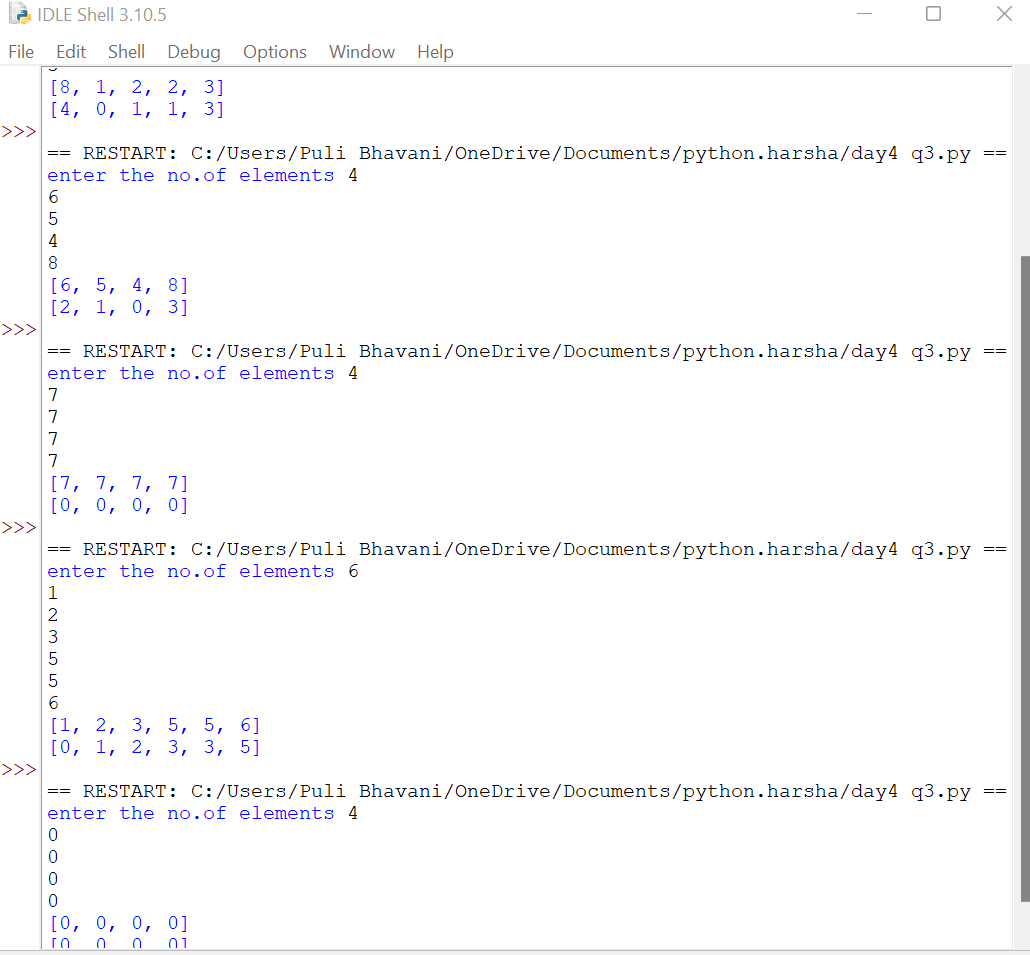 IDLE Shell 3.10.5
File Edit Shell Debug Options Window Help
[8, 1, 2, 2, 3]
[4, 0, 1, 1, 3]
>>>
== RESTART: C:/Users/Puli Bhavani/OneDrive/Documents/python.harsha/day4 q3.py ==
enter the no.of elements 4
6
5
4
8
[6, 5, 4, 8]
[2, 1, 0, 3]
>>>
== RESTART: C:/Users/Puli Bhavani/OneDrive/Documents/python.harsha/day4 q3.py ==
enter the no.of elements 4
7
7
7
7
[7, 7, 7, 7]
[0, 0, 0, 0]
>>>
== RESTART: C:/Users/Puli Bhavani/OneDrive/Documents/python.harsha/day4 q3.py ==
enter the no.of elements 6
1
2
3
5
5
6
[1, 2, 3, 5, 5, 6]
[0, 1, 2, 3, 3, 5]
>>>
== RESTART: C:/Users/Puli Bhavani/OneDrive/Documents/python.harsha/day4 q3.py ==
enter the no.of elements 4
0
0
0
0
[0, 0, 0, 0]
[0, 0, 0, 0]